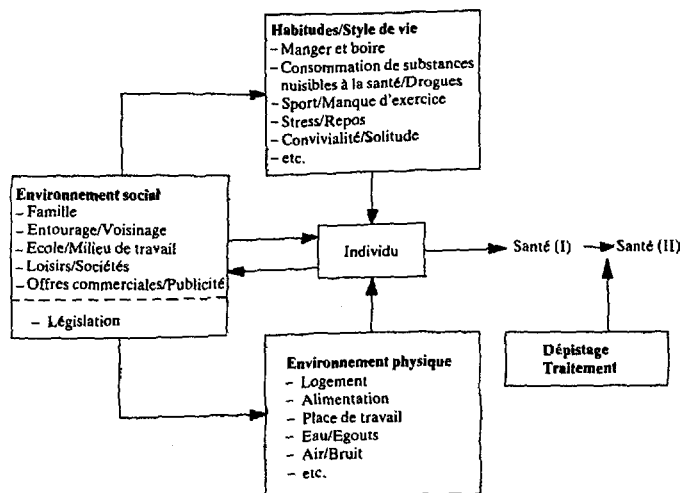 Habitudes/Style de vie
– Manger et boire
– Consommation de substances
nuisibles à la santé/Drogues
– Sport/Manque d'exercice
– Stress/Repos
– Convivialité/Solitude
– etc.
Environnement social
– Famille
– Entourage/Voisinage
– Ecole/Milieu de travail
– Loisirs/Sociétés
– Offres commerciales/Publicité
– Législation
Individu
Santé (I)
Santé (II)
Dépistage
Traitement
Environnement physique
– Logement
– Alimentation
– Place de travail
– Eau/Egouts
– Air/Bruit
– etc.